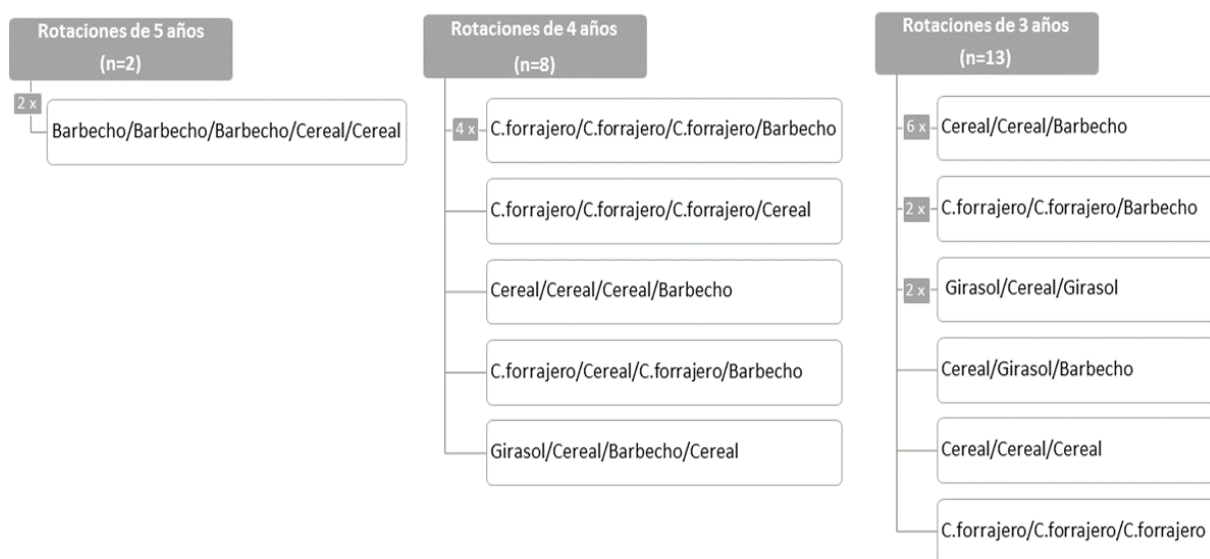 Rotaciones de 5 años
(n=2)
2 x
Barbecho/Barbecho/Barbecho/Cereal/Cereal
Rotaciones de 4 años
(n=8)
4 x
C.forrajero/C.forrajero/C.forrajero/Barbecho
C.forrajero/C.forrajero/C.forrajero/Cereal
Cereal/Cereal/Cereal/Barbecho
C.forrajero/Cereal/C.forrajero/Barbecho
Girasol/Cereal/Barbecho/Cereal
Rotaciones de 3 años
(n=13)
6 x
Cereal/Cereal/Barbecho
2 x
C.forrajero/C.forrajero/Barbecho
2 x
Girasol/Cereal/Girasol
Cereal/Girasol/Barbecho
Cereal/Cereal/Cereal
C.forrajero/C.forrajero/C.forrajero